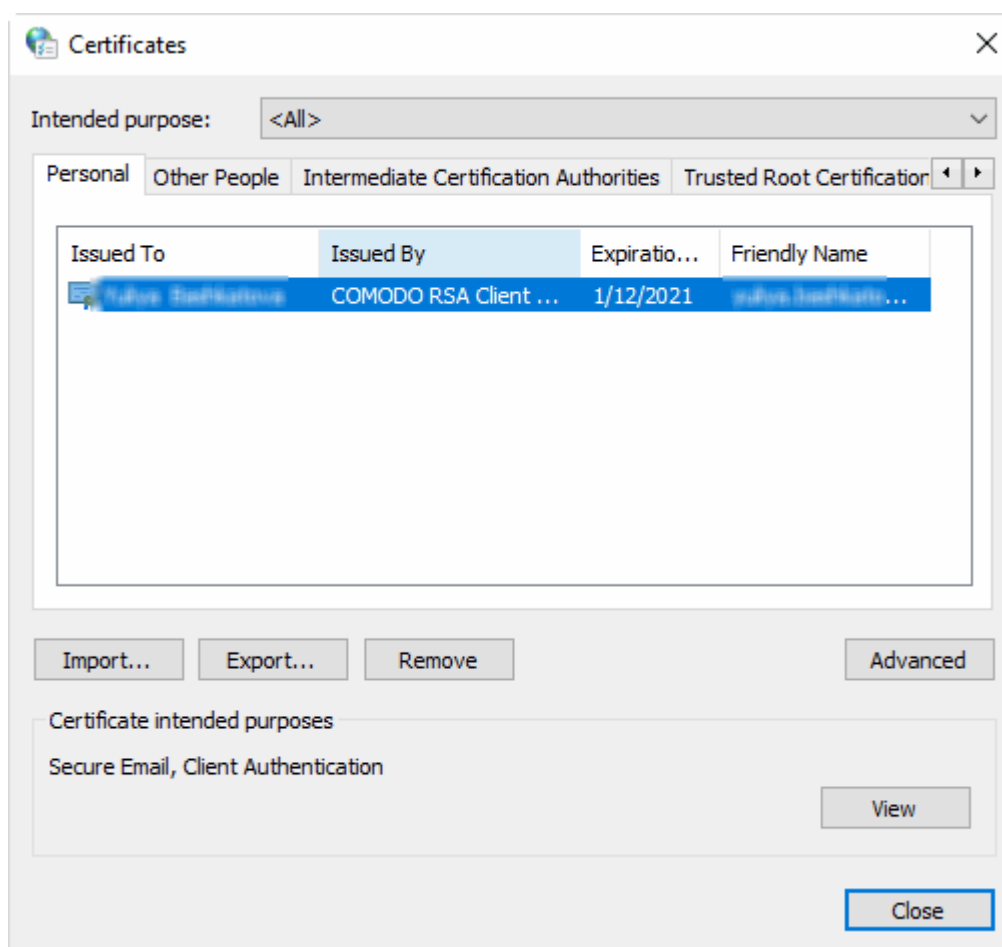 Certificates
Intended purpose: <All>
Personal Other People Intermediate Certification Authorities Trusted Root Certification
Issued To Issued By Expiratio... Friendly Name
COMODO RSA Client ... 1/12/2021 ...
Import... Export... Remove Advanced
Certificate intended purposes
Secure Email, Client Authentication
View
Close